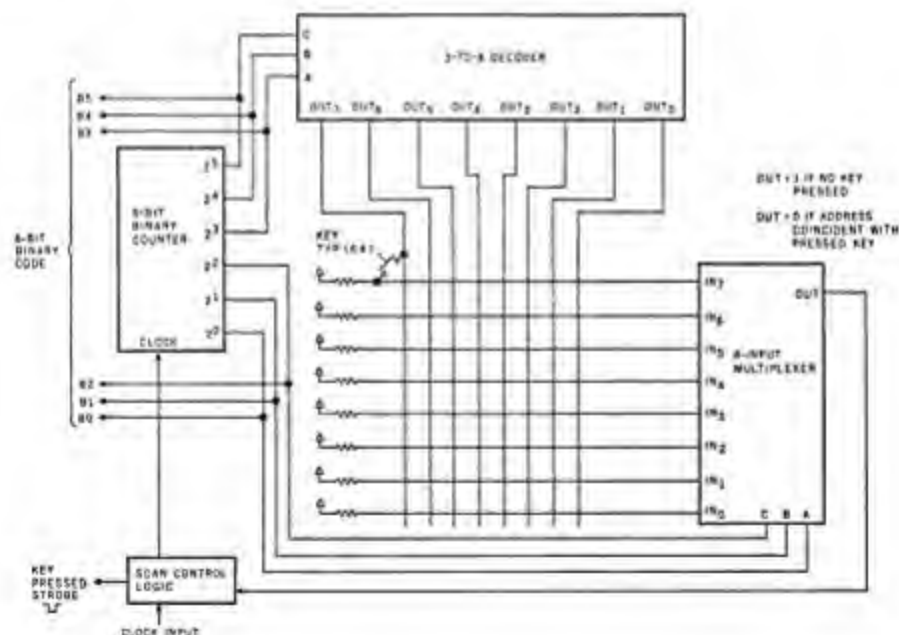 3-TO-8 DECODER
C
B
A
OUT7 OUT6 OUT5 OUT4 OUT3 OUT2 OUT1 OUT0
B5
B4
B3
6-BIT
BINARY
CODE
6-BIT
BINARY
COUNTER
2^5
2^4
2^3
2^2
2^1
2^0
CLOCK
B2
B1
B0
KEY
TYP (64)
OUT = 1 IF NO KEY
PRESSED
OUT = 0 IF ADDRESS
COINCIDENT WITH
PRESSED KEY
IN7
IN6
IN5
IN4
IN3
IN2
IN1
IN0
OUT
8-INPUT
MULTIPLEXER
C B A
KEY
PRESSED
STROBE
SCAN CONTROL
LOGIC
CLOCK INPUT